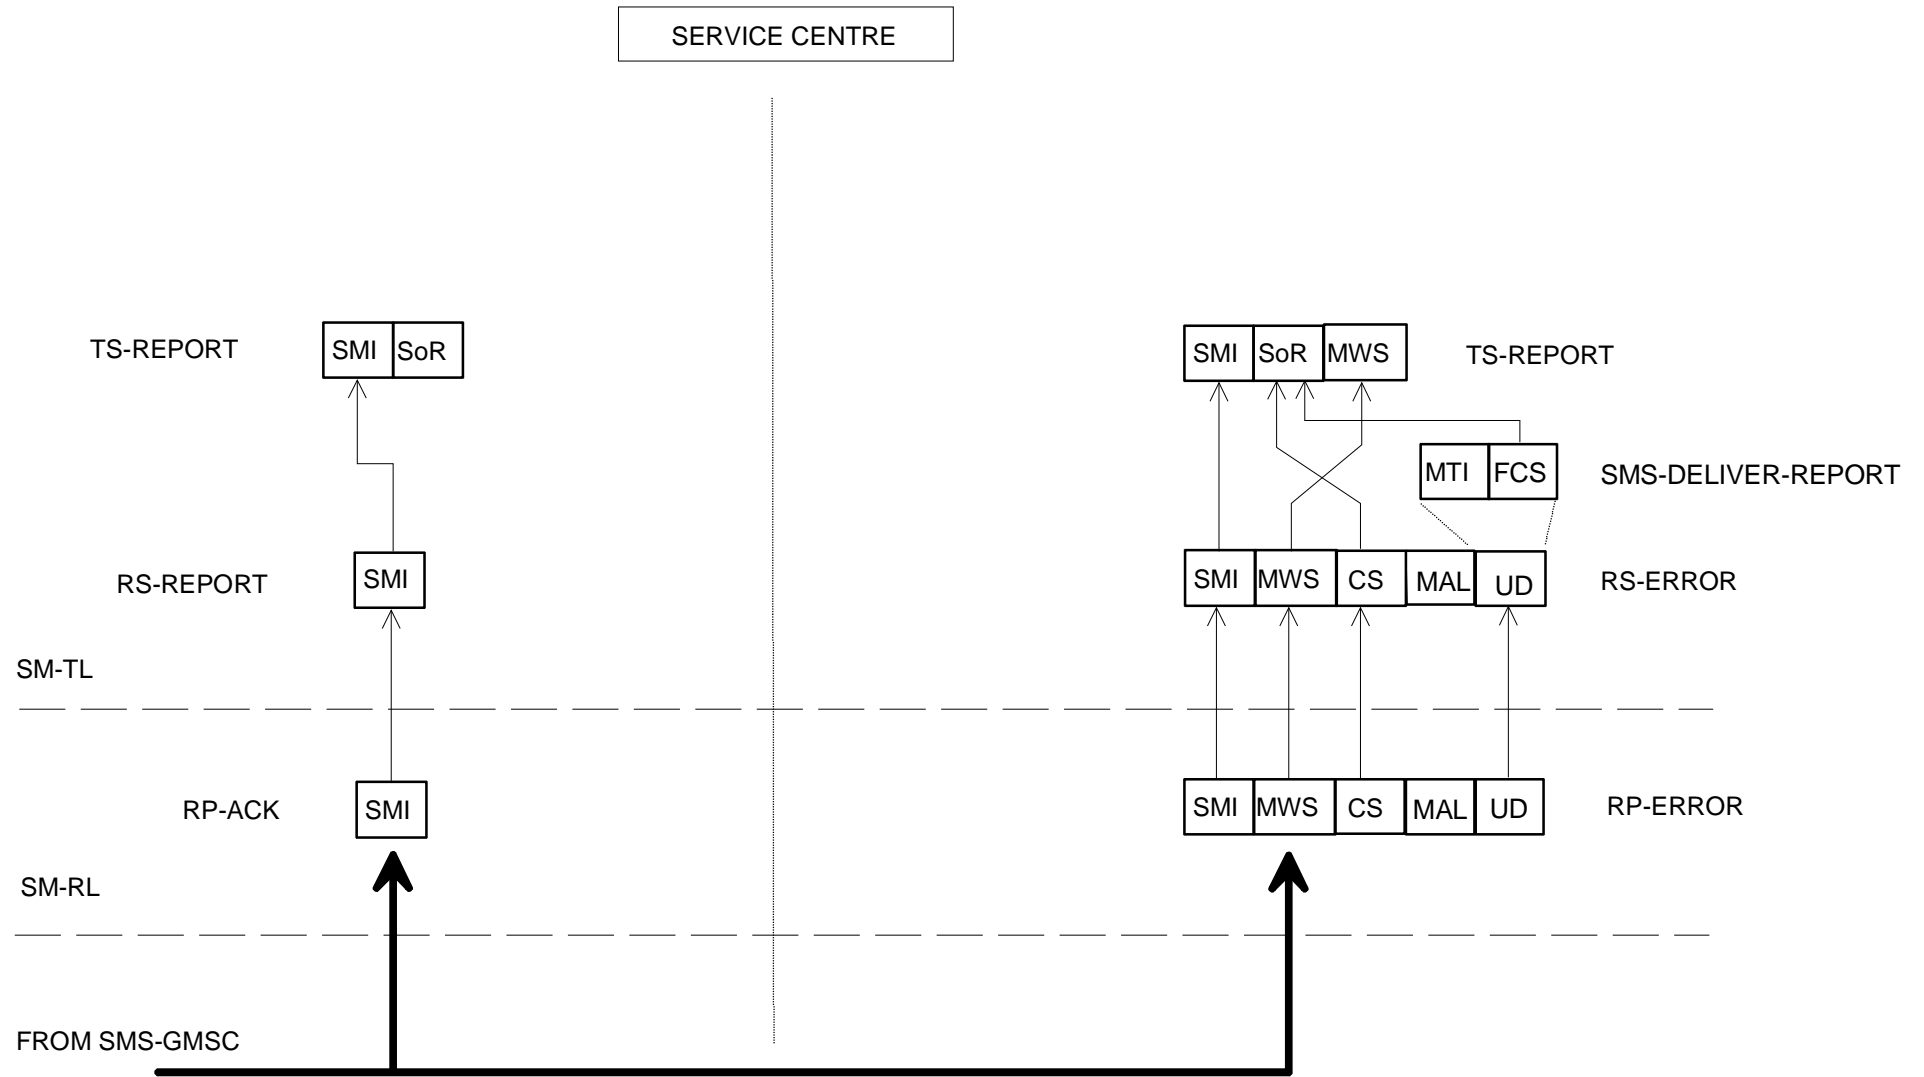 SERVICE CENTRE
TS-REPORT SMI SoR SMI SoR MWS TS-REPORT
MTI FCS SMS-DELIVER-REPORT
RS-REPORT SMI SMI MWS CS MAL UD RS-ERROR
SM-TL
RP-ACK SMI SMI MWS CS MAL UD RP-ERROR
SM-RL
FROM SMS-GMSC